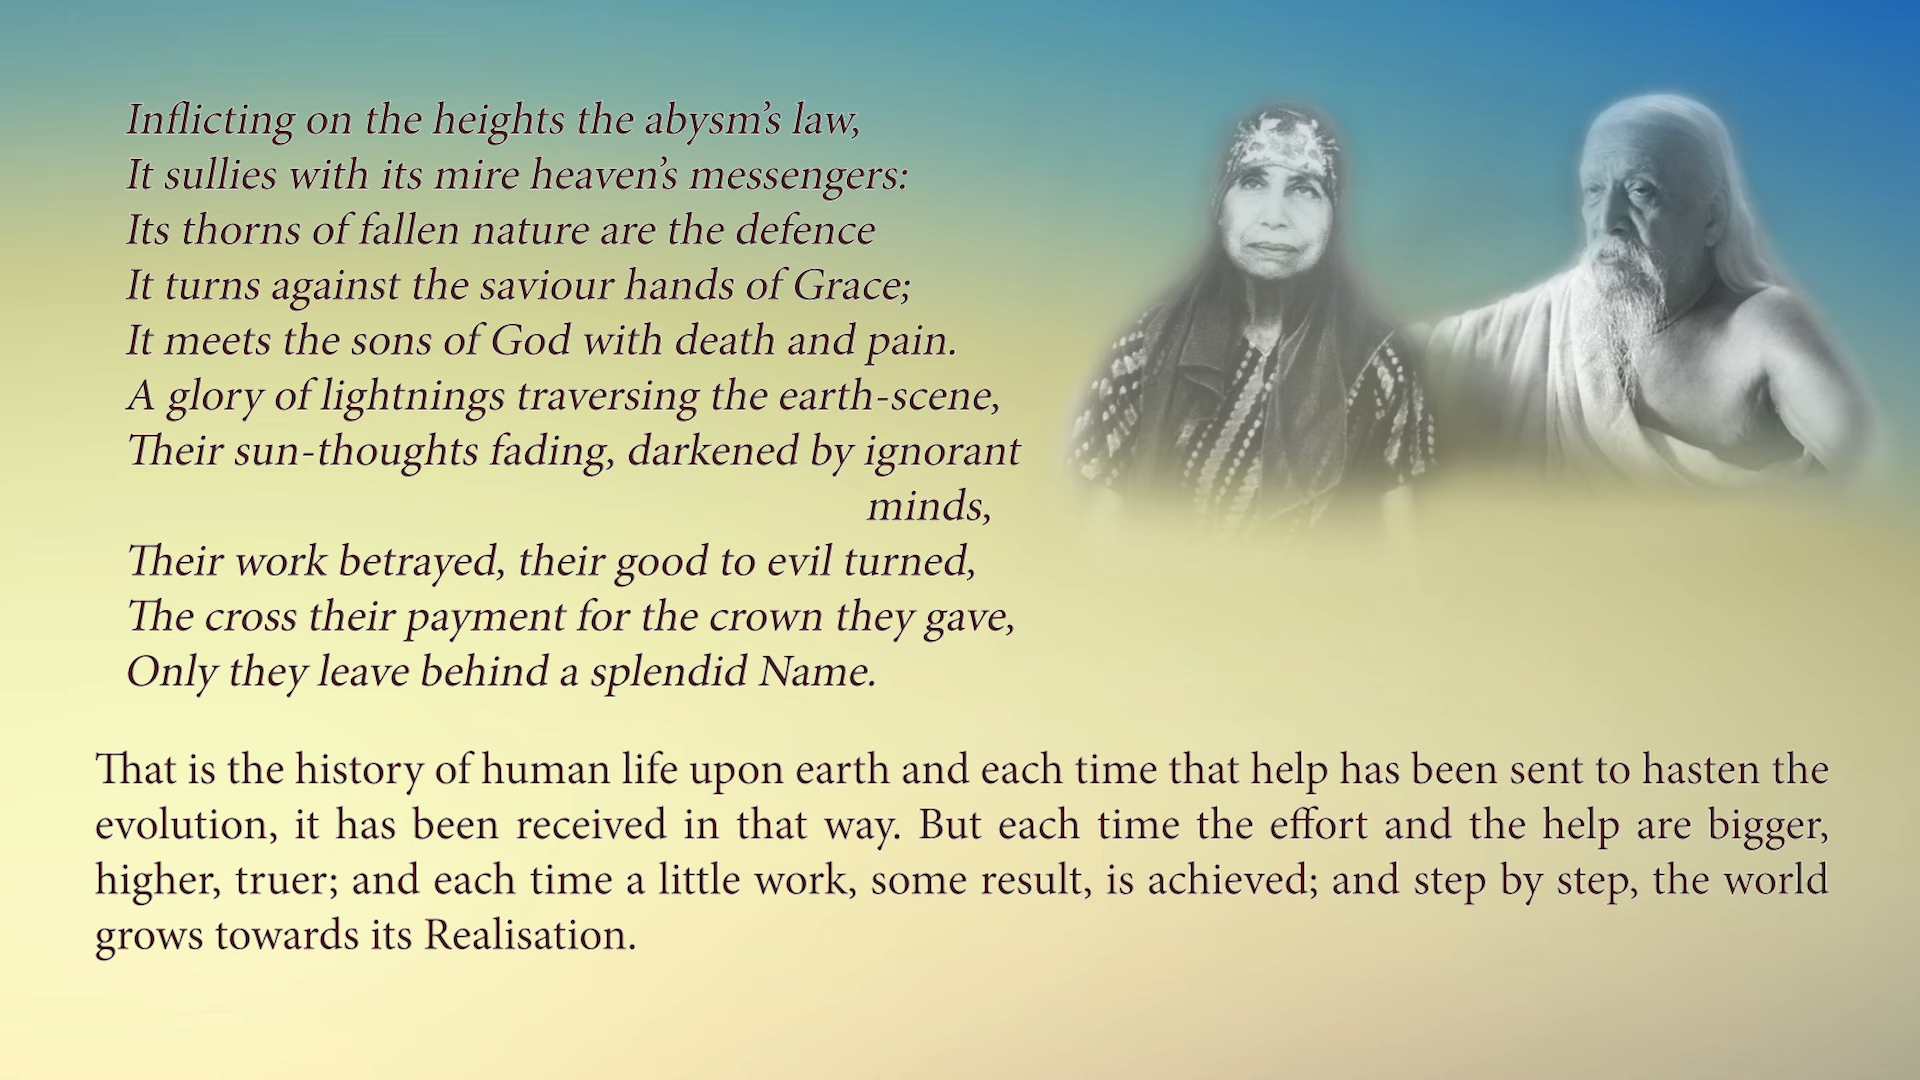 Inflicting on the heights the abysm’s law,
It sullies with its mire heaven’s messengers:
Its thorns of fallen nature are the defence
It turns against the saviour hands of Grace;
It meets the sons of God with death and pain.
A glory of lightnings traversing the earth-scene,
Their sun-thoughts fading, darkened by ignorant
minds,
Their work betrayed, their good to evil turned,
The cross their payment for the crown they gave,
Only they leave behind a splendid Name.
That is the history of human life upon earth and each time that help has been sent to hasten the
evolution, it has been received in that way. But each time the effort and the help are bigger,
higher, truer; and each time a little work, some result, is achieved; and step by step, the world
grows towards its Realisation.